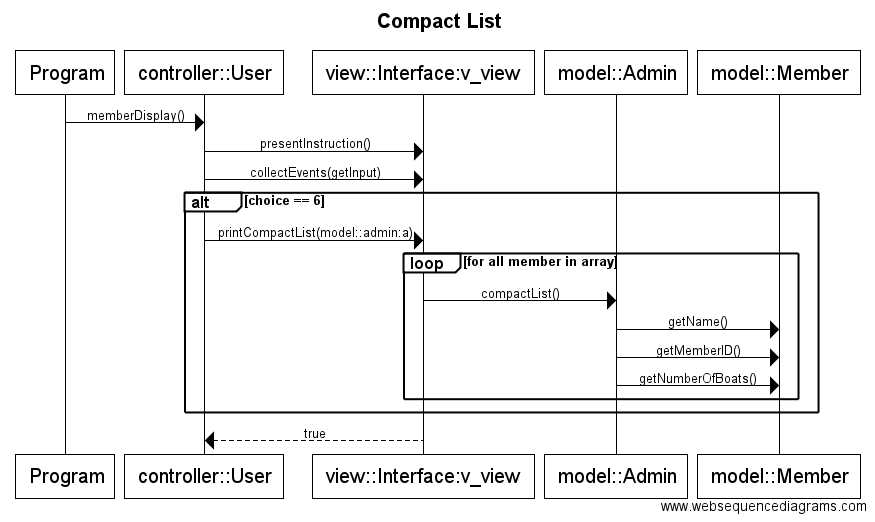 Compact List
Program controller::User view::Interface:v_view model::Admin model::Member
memberDisplay()
presentInstruction()
collectEvents(getInput)
alt [choice == 6]
printCompactList(model::admin:a)
loop [for all member in array]
compactList()
getName()
getMemberID()
getNumberOfBoats()
true
Program controller::User view::Interface:v_view model::Admin model::Member
www.websequencediagrams.com